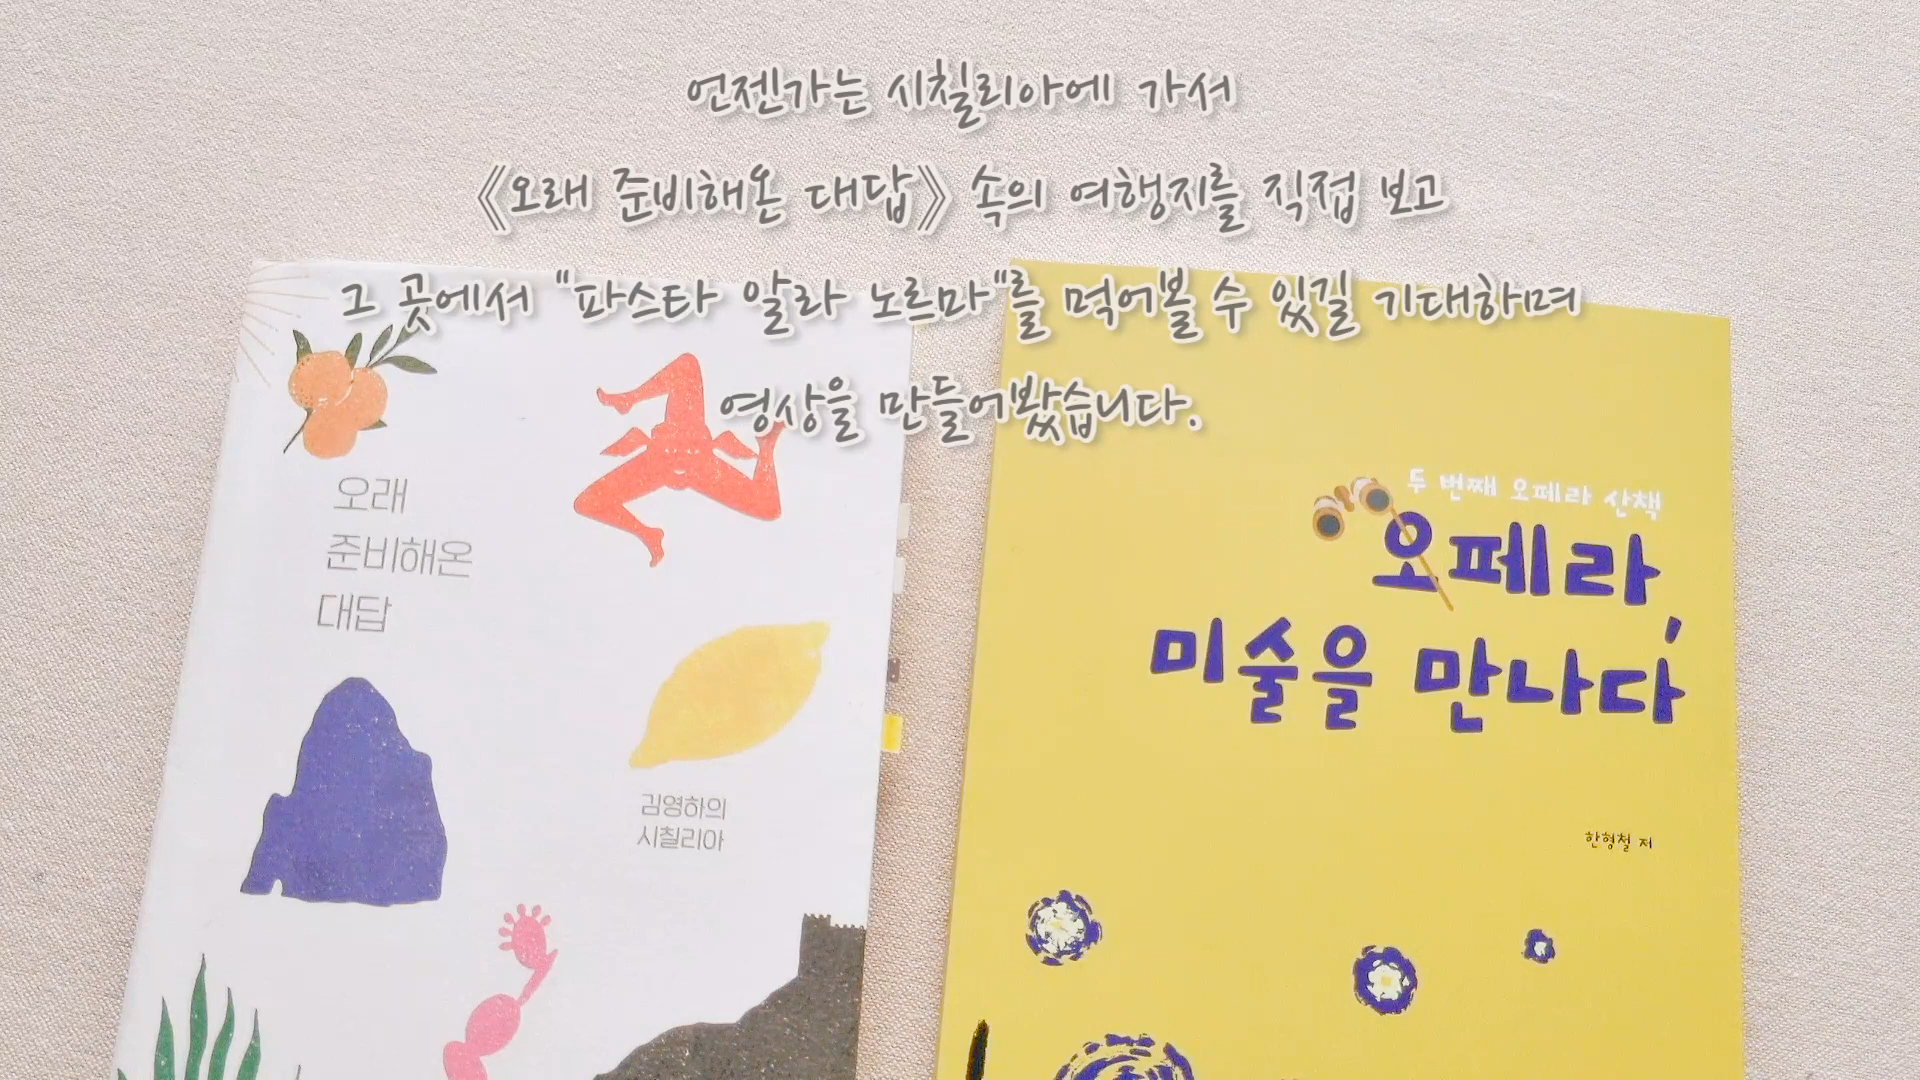 언젠가는 시칠리아에 가서
《오래 준비해온 대답》 속의 여행지를 직접 보고
그 곳에서 "파스타 알라 노르마"를 먹어볼 수 있길 기대하며
영상을 만들어봤습니다.
오래
준비해온
대답
김영하의
시칠리아
두 번째 오페라 산책
오페라,
미술을 만나다
한형철 저